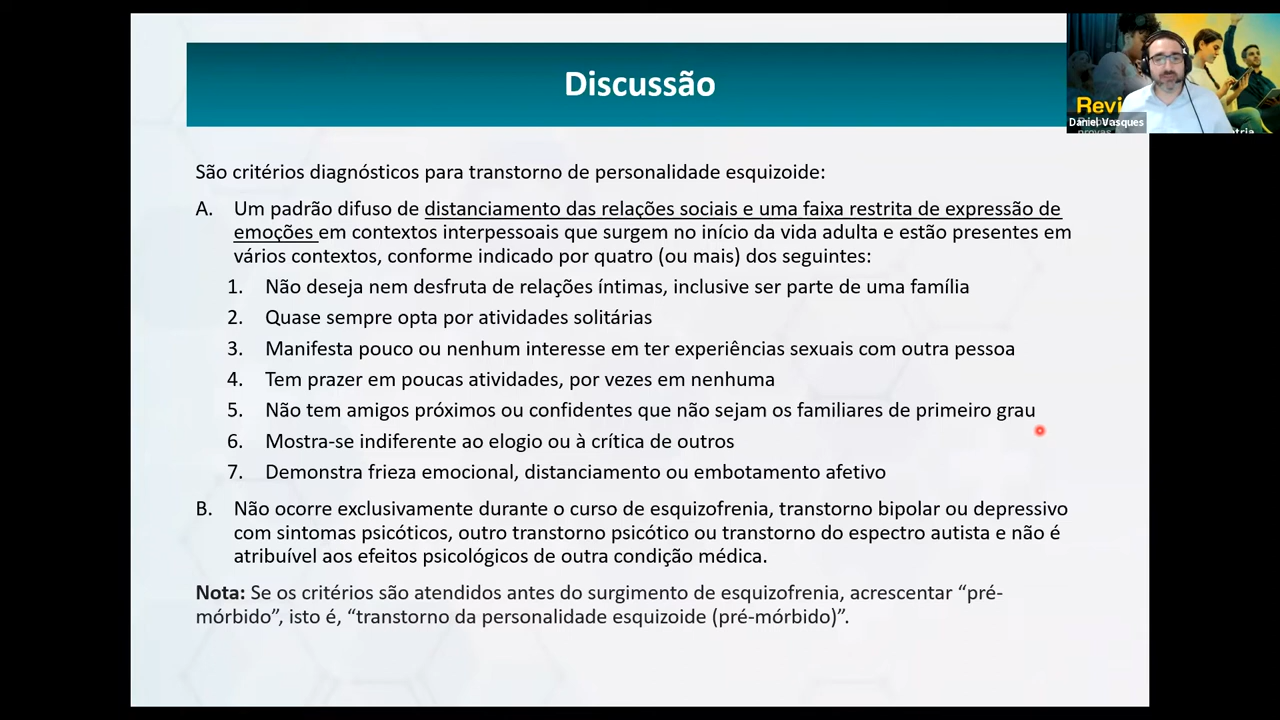 Discussão
Revi
Daniel Vasques
provas
etria
São critérios diagnósticos para transtorno de personalidade esquizoide:
A. Um padrão difuso de distanciamento das relações sociais e uma faixa restrita de expressão de
emoções em contextos interpessoais que surgem no início da vida adulta e estão presentes em
vários contextos, conforme indicado por quatro (ou mais) dos seguintes:
1. Não deseja nem desfruta de relações íntimas, inclusive ser parte de uma família
2. Quase sempre opta por atividades solitárias
3. Manifesta pouco ou nenhum interesse em ter experiências sexuais com outra pessoa
4. Tem prazer em poucas atividades, por vezes em nenhuma
5. Não tem amigos próximos ou confidentes que não sejam os familiares de primeiro grau
6. Mostra-se indiferente ao elogio ou à crítica de outros
7. Demonstra frieza emocional, distanciamento ou embotamento afetivo
B. Não ocorre exclusivamente durante o curso de esquizofrenia, transtorno bipolar ou depressivo
com sintomas psicóticos, outro transtorno psicótico ou transtorno do espectro autista e não é
atribuível aos efeitos psicológicos de outra condição médica.
Nota: Se os critérios são atendidos antes do surgimento de esquizofrenia, acrescentar “pré-
mórbido”, isto é, “transtorno da personalidade esquizoide (pré-mórbido)”.